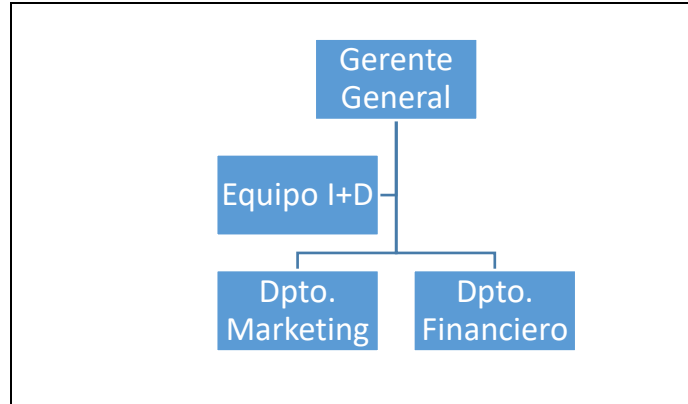 Gerente
General
Equipo I+D
Dpto.
Marketing
Dpto.
Financiero